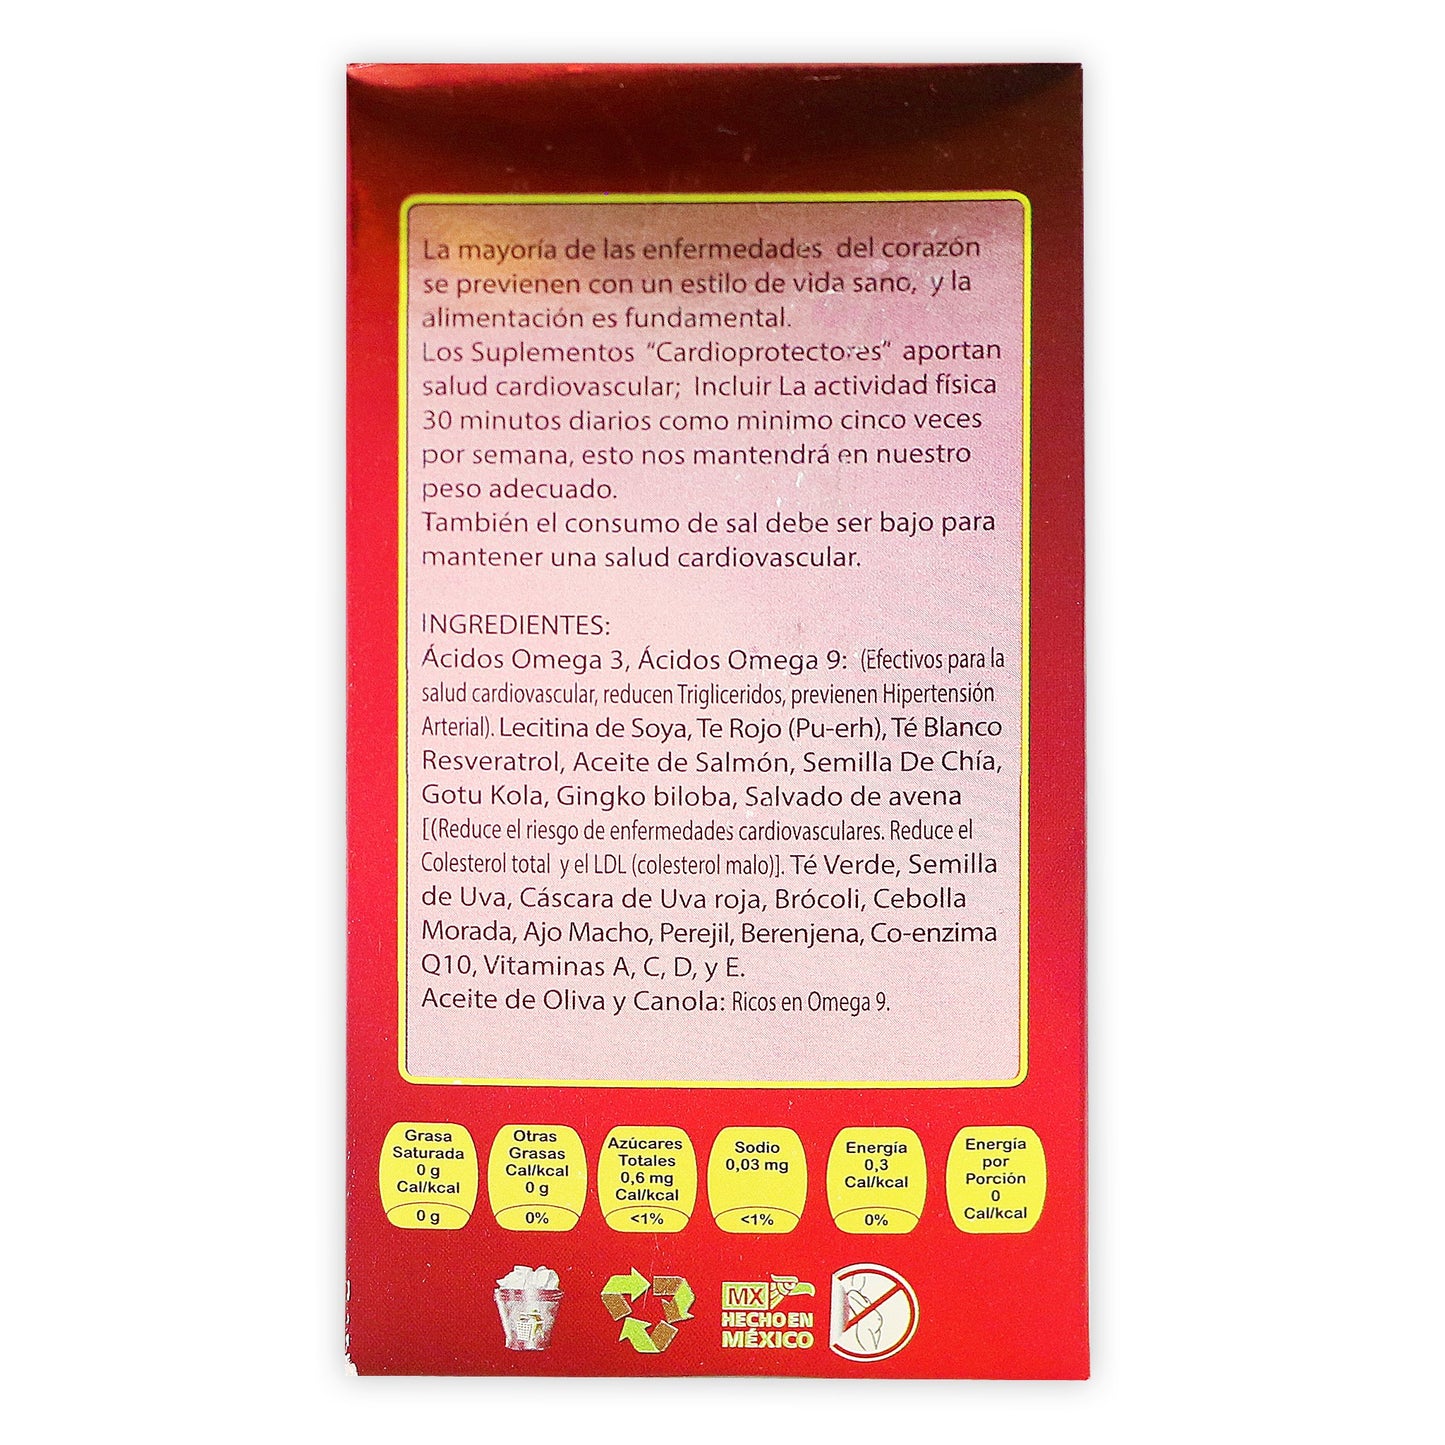 La mayoría de las enfermedades del corazón
se previenen con un estilo de vida sano, y la
alimentación es fundamental.
Los Suplementos "Cardioprotectores" aportan
salud cardiovascular; Incluir La actividad física
30 minutos diarios como minimo cinco veces
por semana, esto nos mantendrá en nuestro
peso adecuado.
También el consumo de sal debe ser bajo para
mantener una salud cardiovascular.
INGREDIENTES:
Ácidos Omega 3, Ácidos Omega 9: (Efectivos para la
salud cardiovascular, reducen Trigliceridos, previenen Hipertensión
Arterial). Lecitina de Soya, Te Rojo (Pu-erh), Té Blanco
Resveratrol, Aceite de Salmón, Semilla De Chía,
Gotu Kola, Gingko biloba, Salvado de avena
[(Reduce el riesgo de enfermedades cardiovasculares. Reduce el
Colesterol total y el LDL (colesterol malo)]. Té Verde, Semilla
de Uva, Cáscara de Uva roja, Brócoli, Cebolla
Morada, Ajo Macho, Perejil, Berenjena, Co-enzima
Q10, Vitaminas A, C, D, y E.
Aceite de Oliva y Canola: Ricos en Omega 9.
Grasa
Saturada
0 g
Cal/kcal
0 g
Otras
Grasas
Cal/kcal
0 g
0%
Azúcares
Totales
0,6 mg
Cal/kcal
<1%
Sodio
0,03 mg
<1%
Energía
0,3
Cal/kcal
0%
Energía
por
Porción
0
Cal/kcal
MX
HECHO EN
MÉXICO